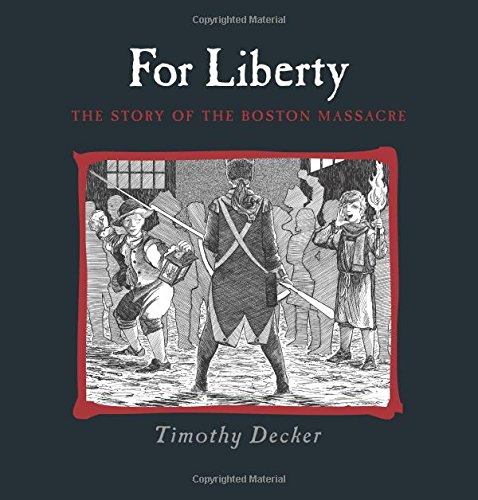 Copyrighted Material
For Liberty
THE STORY OF THE BOSTON MASSACRE
Timothy Decker
Copyrighted Material